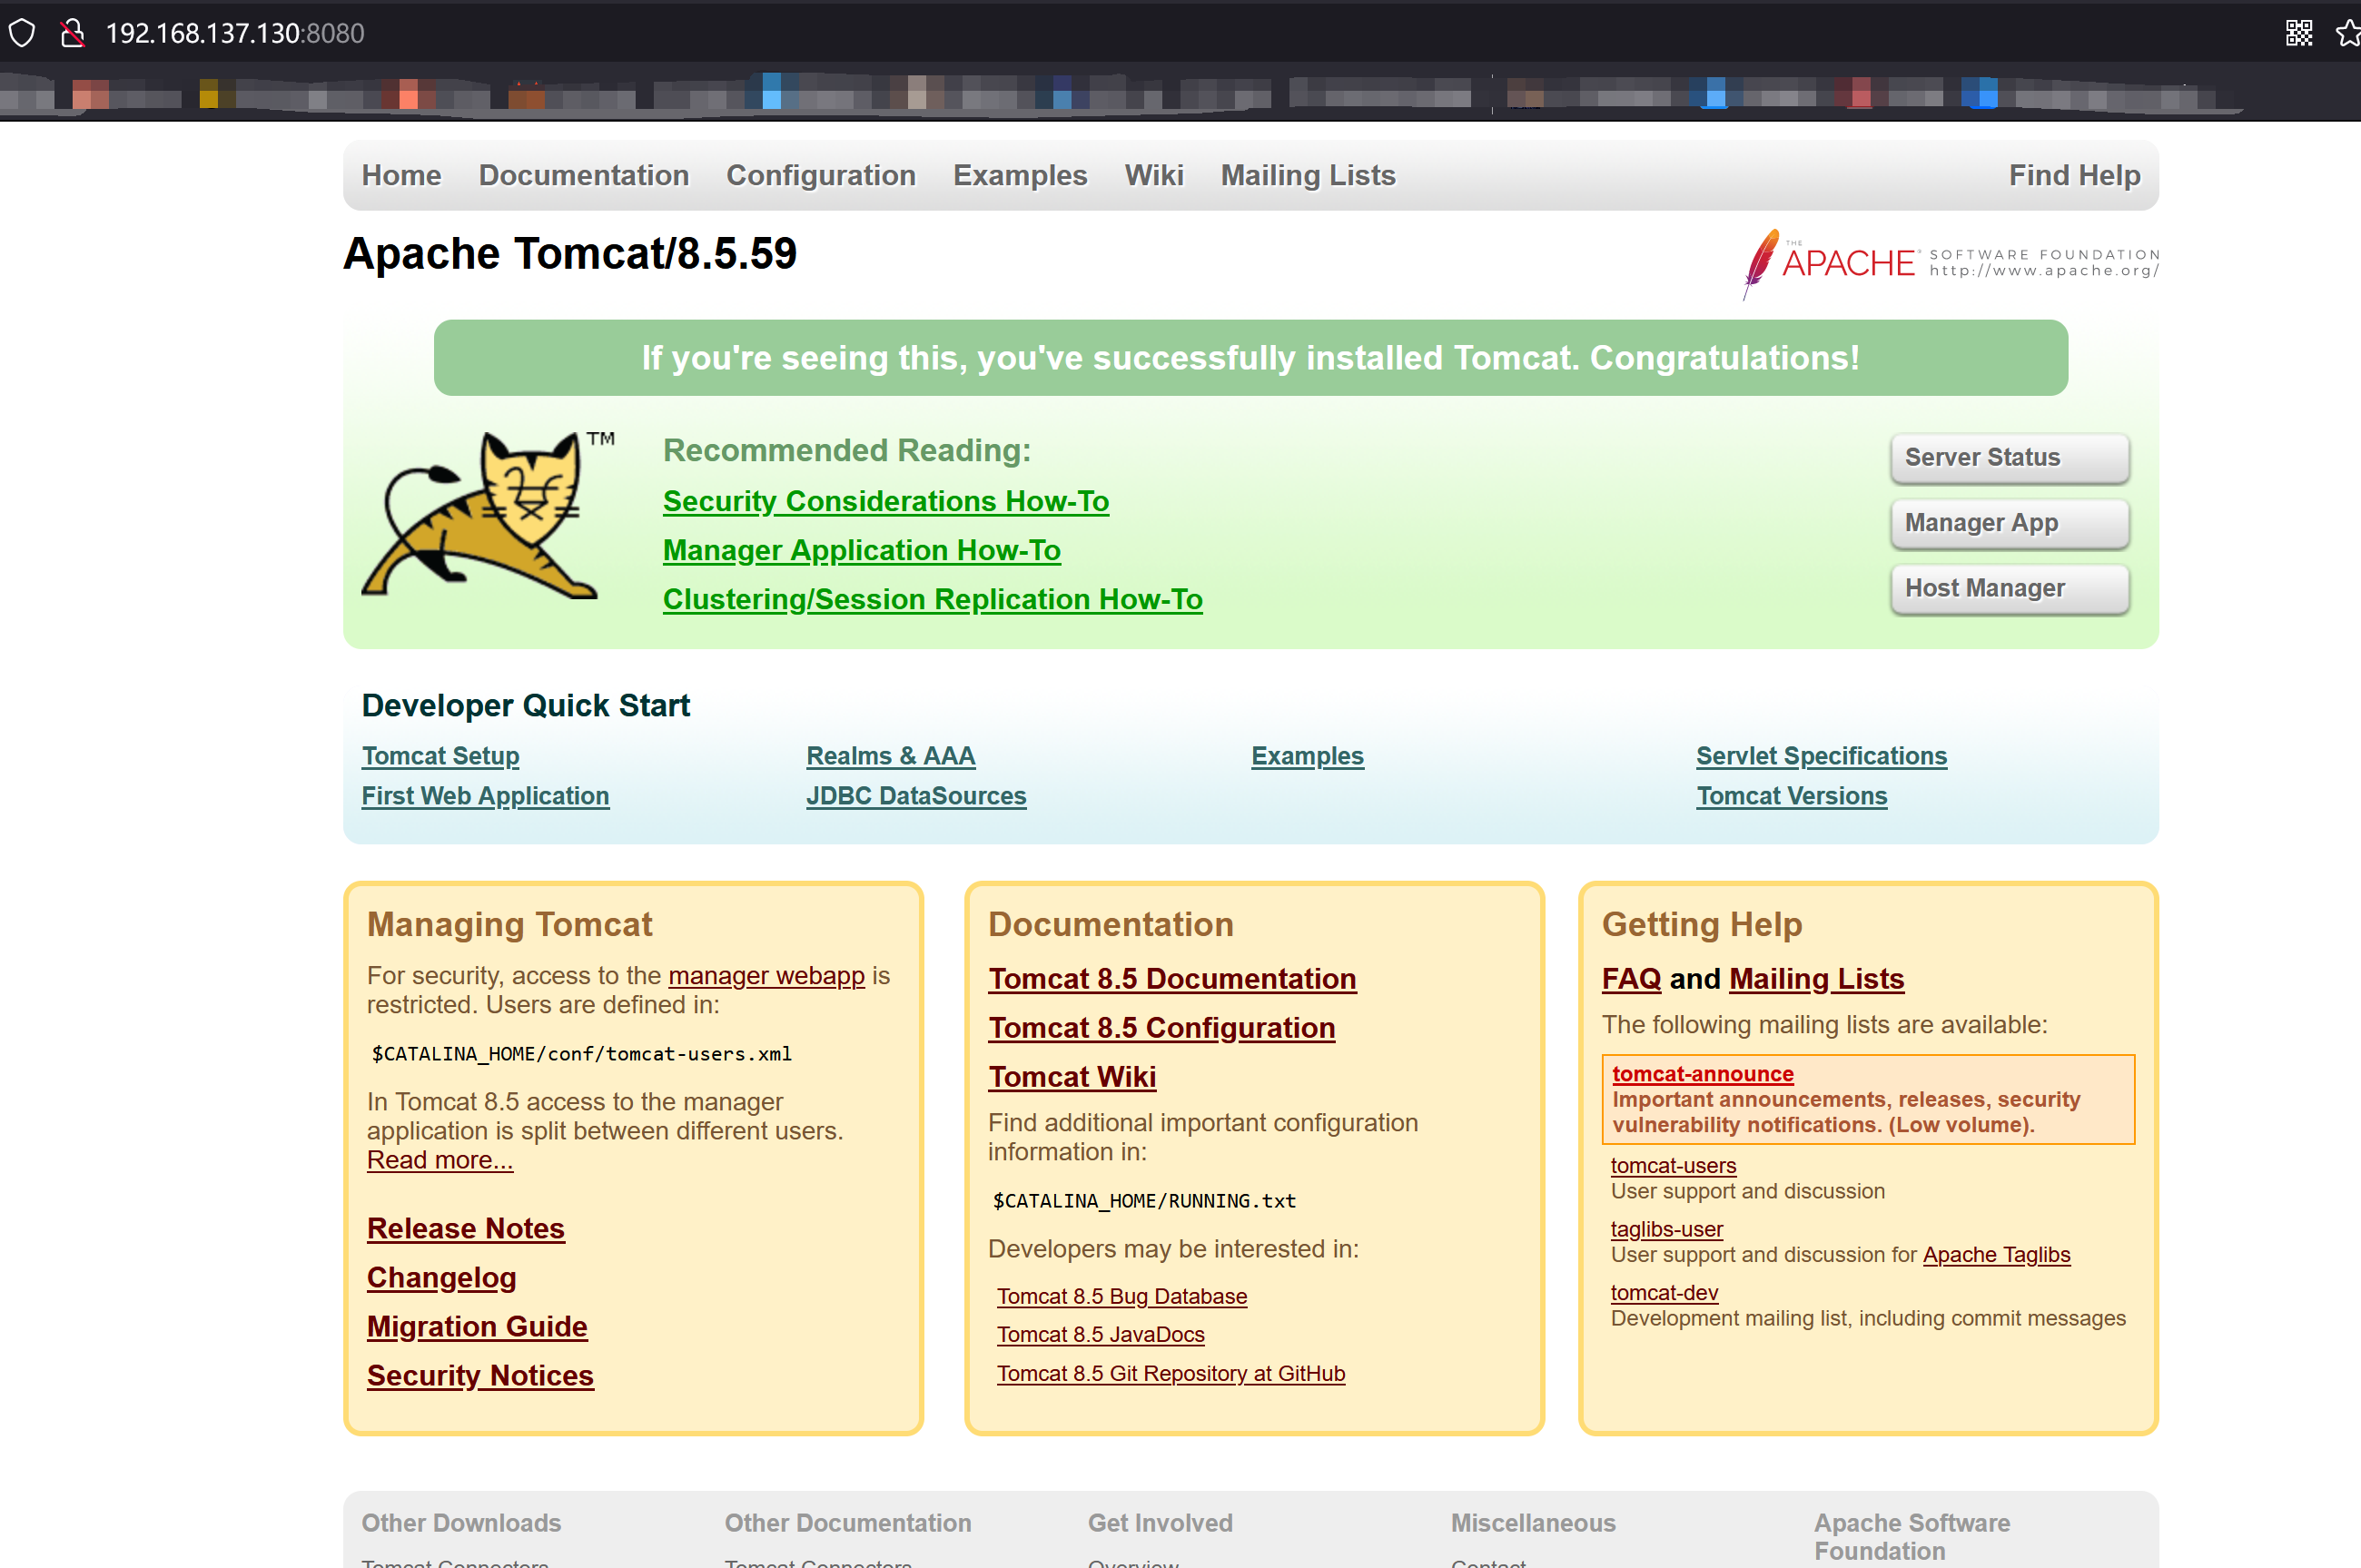 192.168.137.130:8080
Home Documentation Configuration Examples Wiki Mailing Lists Find Help
Apache Tomcat/8.5.59
THE APACHE® SOFTWARE FOUNDATION
http://www.apache.org/
If you're seeing this, you've successfully installed Tomcat. Congratulations!
TM
Recommended Reading:
Security Considerations How-To
Manager Application How-To
Clustering/Session Replication How-To
Server Status
Manager App
Host Manager
Developer Quick Start
Tomcat Setup
First Web Application
Realms & AAA
JDBC DataSources
Examples
Servlet Specifications
Tomcat Versions
Managing Tomcat
For security, access to the manager webapp is
restricted. Users are defined in:
$CATALINA_HOME/conf/tomcat-users.xml
In Tomcat 8.5 access to the manager
application is split between different users.
Read more...
Release Notes
Changelog
Migration Guide
Security Notices
Documentation
Tomcat 8.5 Documentation
Tomcat 8.5 Configuration
Tomcat Wiki
Find additional important configuration
information in:
$CATALINA_HOME/RUNNING.txt
Developers may be interested in:
Tomcat 8.5 Bug Database
Tomcat 8.5 JavaDocs
Tomcat 8.5 Git Repository at GitHub
Getting Help
FAQ and Mailing Lists
The following mailing lists are available:
tomcat-announce
Important announcements, releases, security
vulnerability notifications. (Low volume).
tomcat-users
User support and discussion
taglibs-user
User support and discussion for Apache Taglibs
tomcat-dev
Development mailing list, including commit messages
Other Downloads
Tomcat Connectors
Other Documentation
Tomcat Connectors
Get Involved
Overview
Miscellaneous
Contact
Apache Software
Foundation